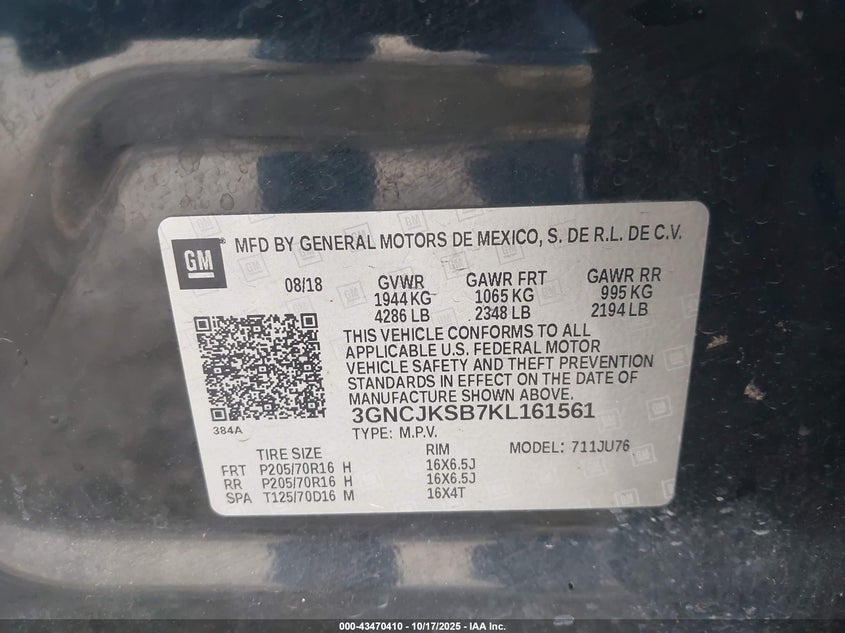 GM
MFD BY GENERAL MOTORS DE MEXICO, S. DE R.L. DE C.V.
08/18 GVWR GAWR FRT GAWR RR
1944 KG 1065 KG 995 KG
4286 LB 2348 LB 2194 LB
THIS VEHICLE CONFORMS TO ALL
APPLICABLE U.S. FEDERAL MOTOR
VEHICLE SAFETY AND THEFT PREVENTION
STANDARDS IN EFFECT ON THE DATE OF
MANUFACTURE SHOWN ABOVE.
3GNCJKSB7KL161561
384A
TYPE: M.P.V. MODEL: 711JU76
TIRE SIZE RIM
FRT P205/70R16 H 16X6.5J
RR P205/70R16 H 16X6.5J
SPA T125/70D16 M 16X4T
000-43470410 - 10/17/2025 - IAA Inc.